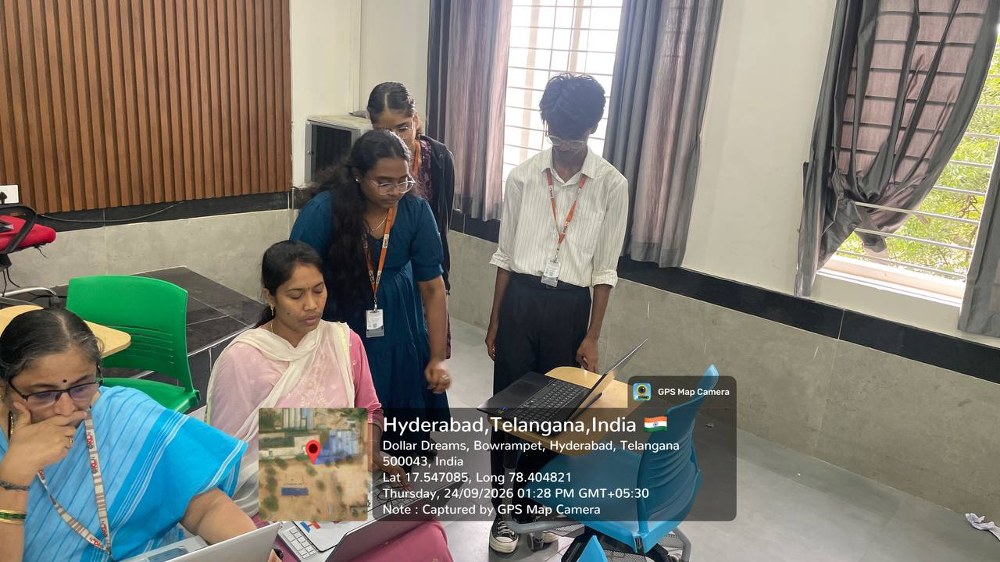 GPS Map Camera
Hyderabad,Telangana,India
Dollar Dreams, Bowrampet, Hyderabad, Telangana
500043, India
Lat 17.547085, Long 78.404821
Thursday, 24/09/2026 01:28 PM GMT+05:30
Note : Captured by GPS Map Camera